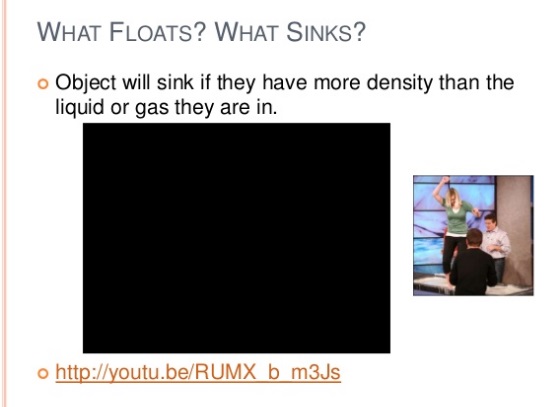 WHAT FLOATS? WHAT SINKS?
Object will sink if they have more density than the
liquid or gas they are in.
http://youtu.be/RUMX_b_m3Js